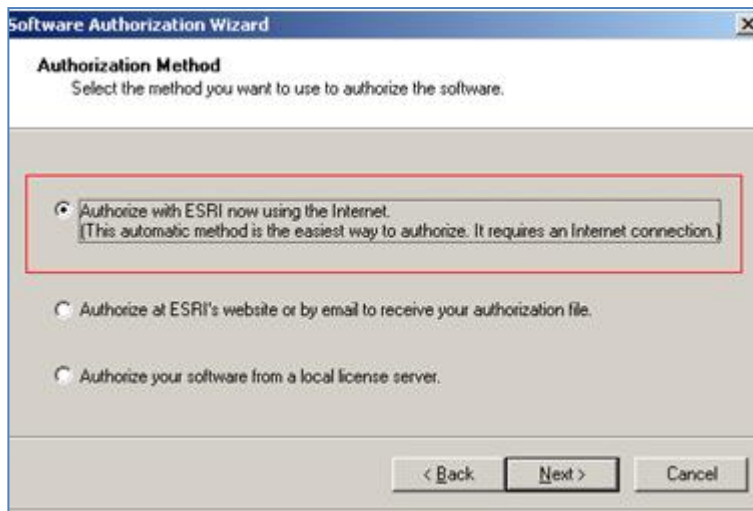 Software Authorization Wizard
Authorization Method
Select the method you want to use to authorize the software.
Authorize with ESRI now using the Internet.
(This automatic method is the easiest way to authorize. It requires an Internet connection.)
Authorize at ESRI's website or by email to receive your authorization file.
Authorize your software from a local license server.
< Back
Next >
Cancel